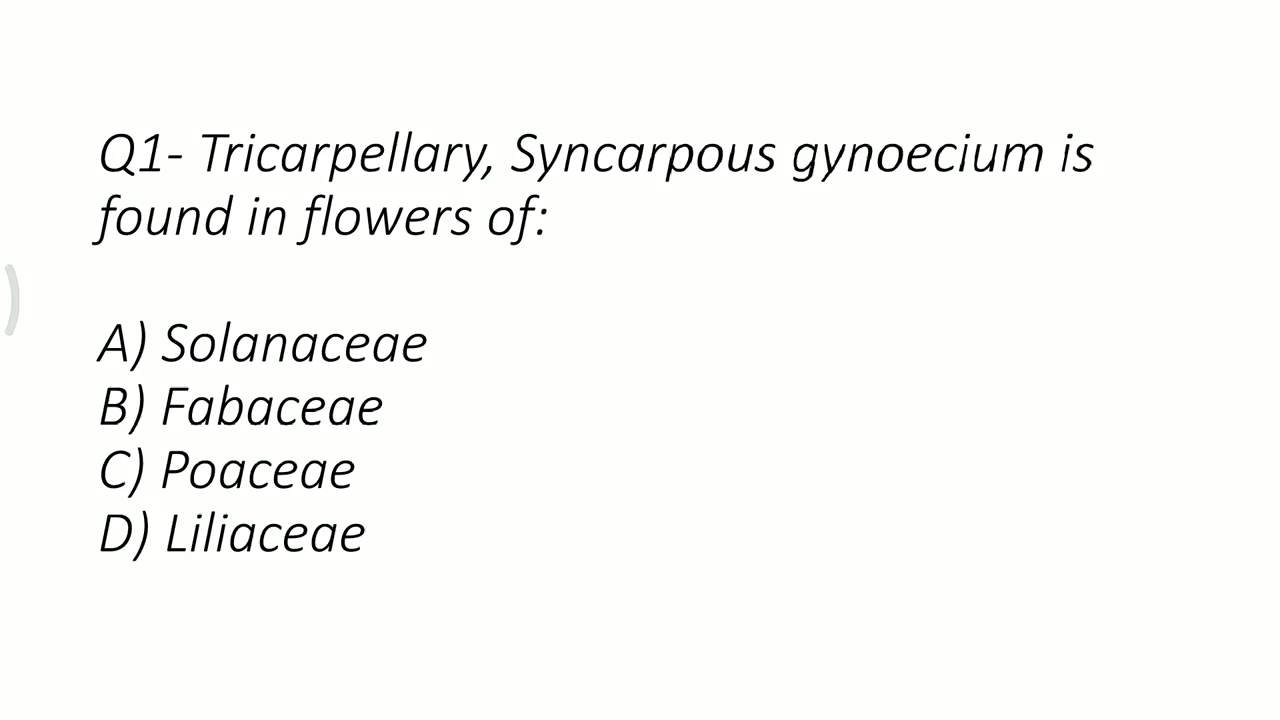 Q1- Tricarpellary, Syncarpous gynoecium is
found in flowers of:
A) Solanaceae
B) Fabaceae
C) Poaceae
D) Liliaceae